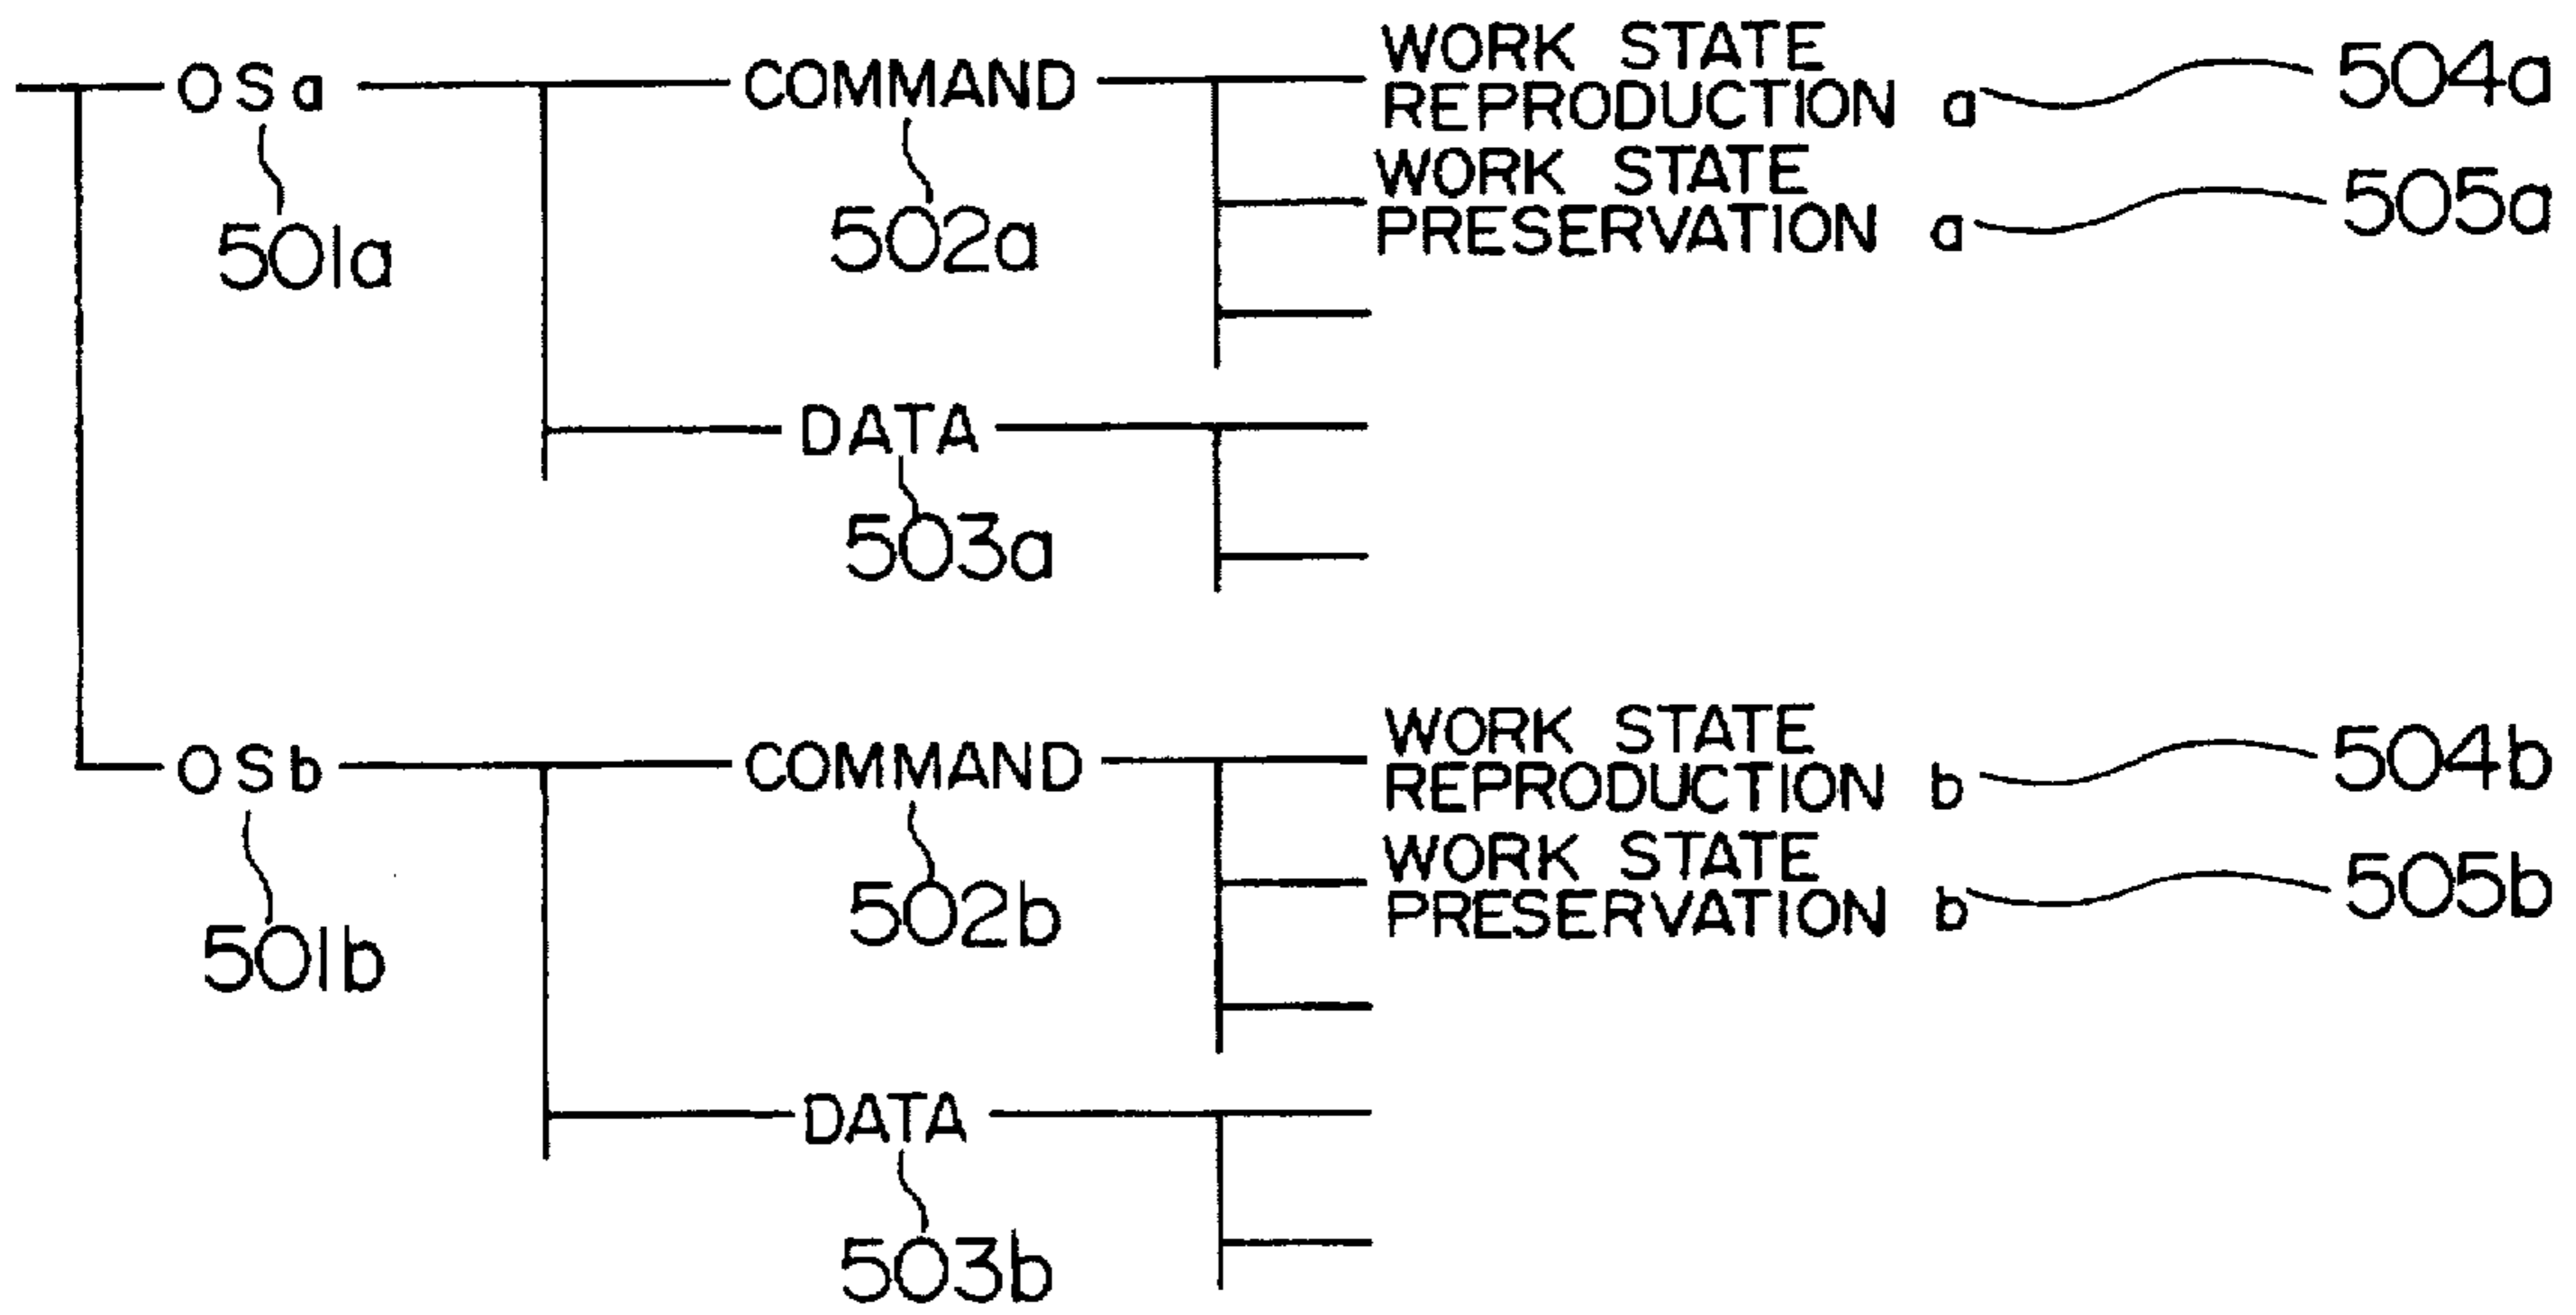 OSa COMMAND WORK STATE
REPRODUCTION a 504a
WORK STATE
PRESERVATION a 505a
501a 502a
DATA
503a
OSb COMMAND WORK STATE
REPRODUCTION b 504b
WORK STATE
PRESERVATION b 505b
501b 502b
DATA
503b